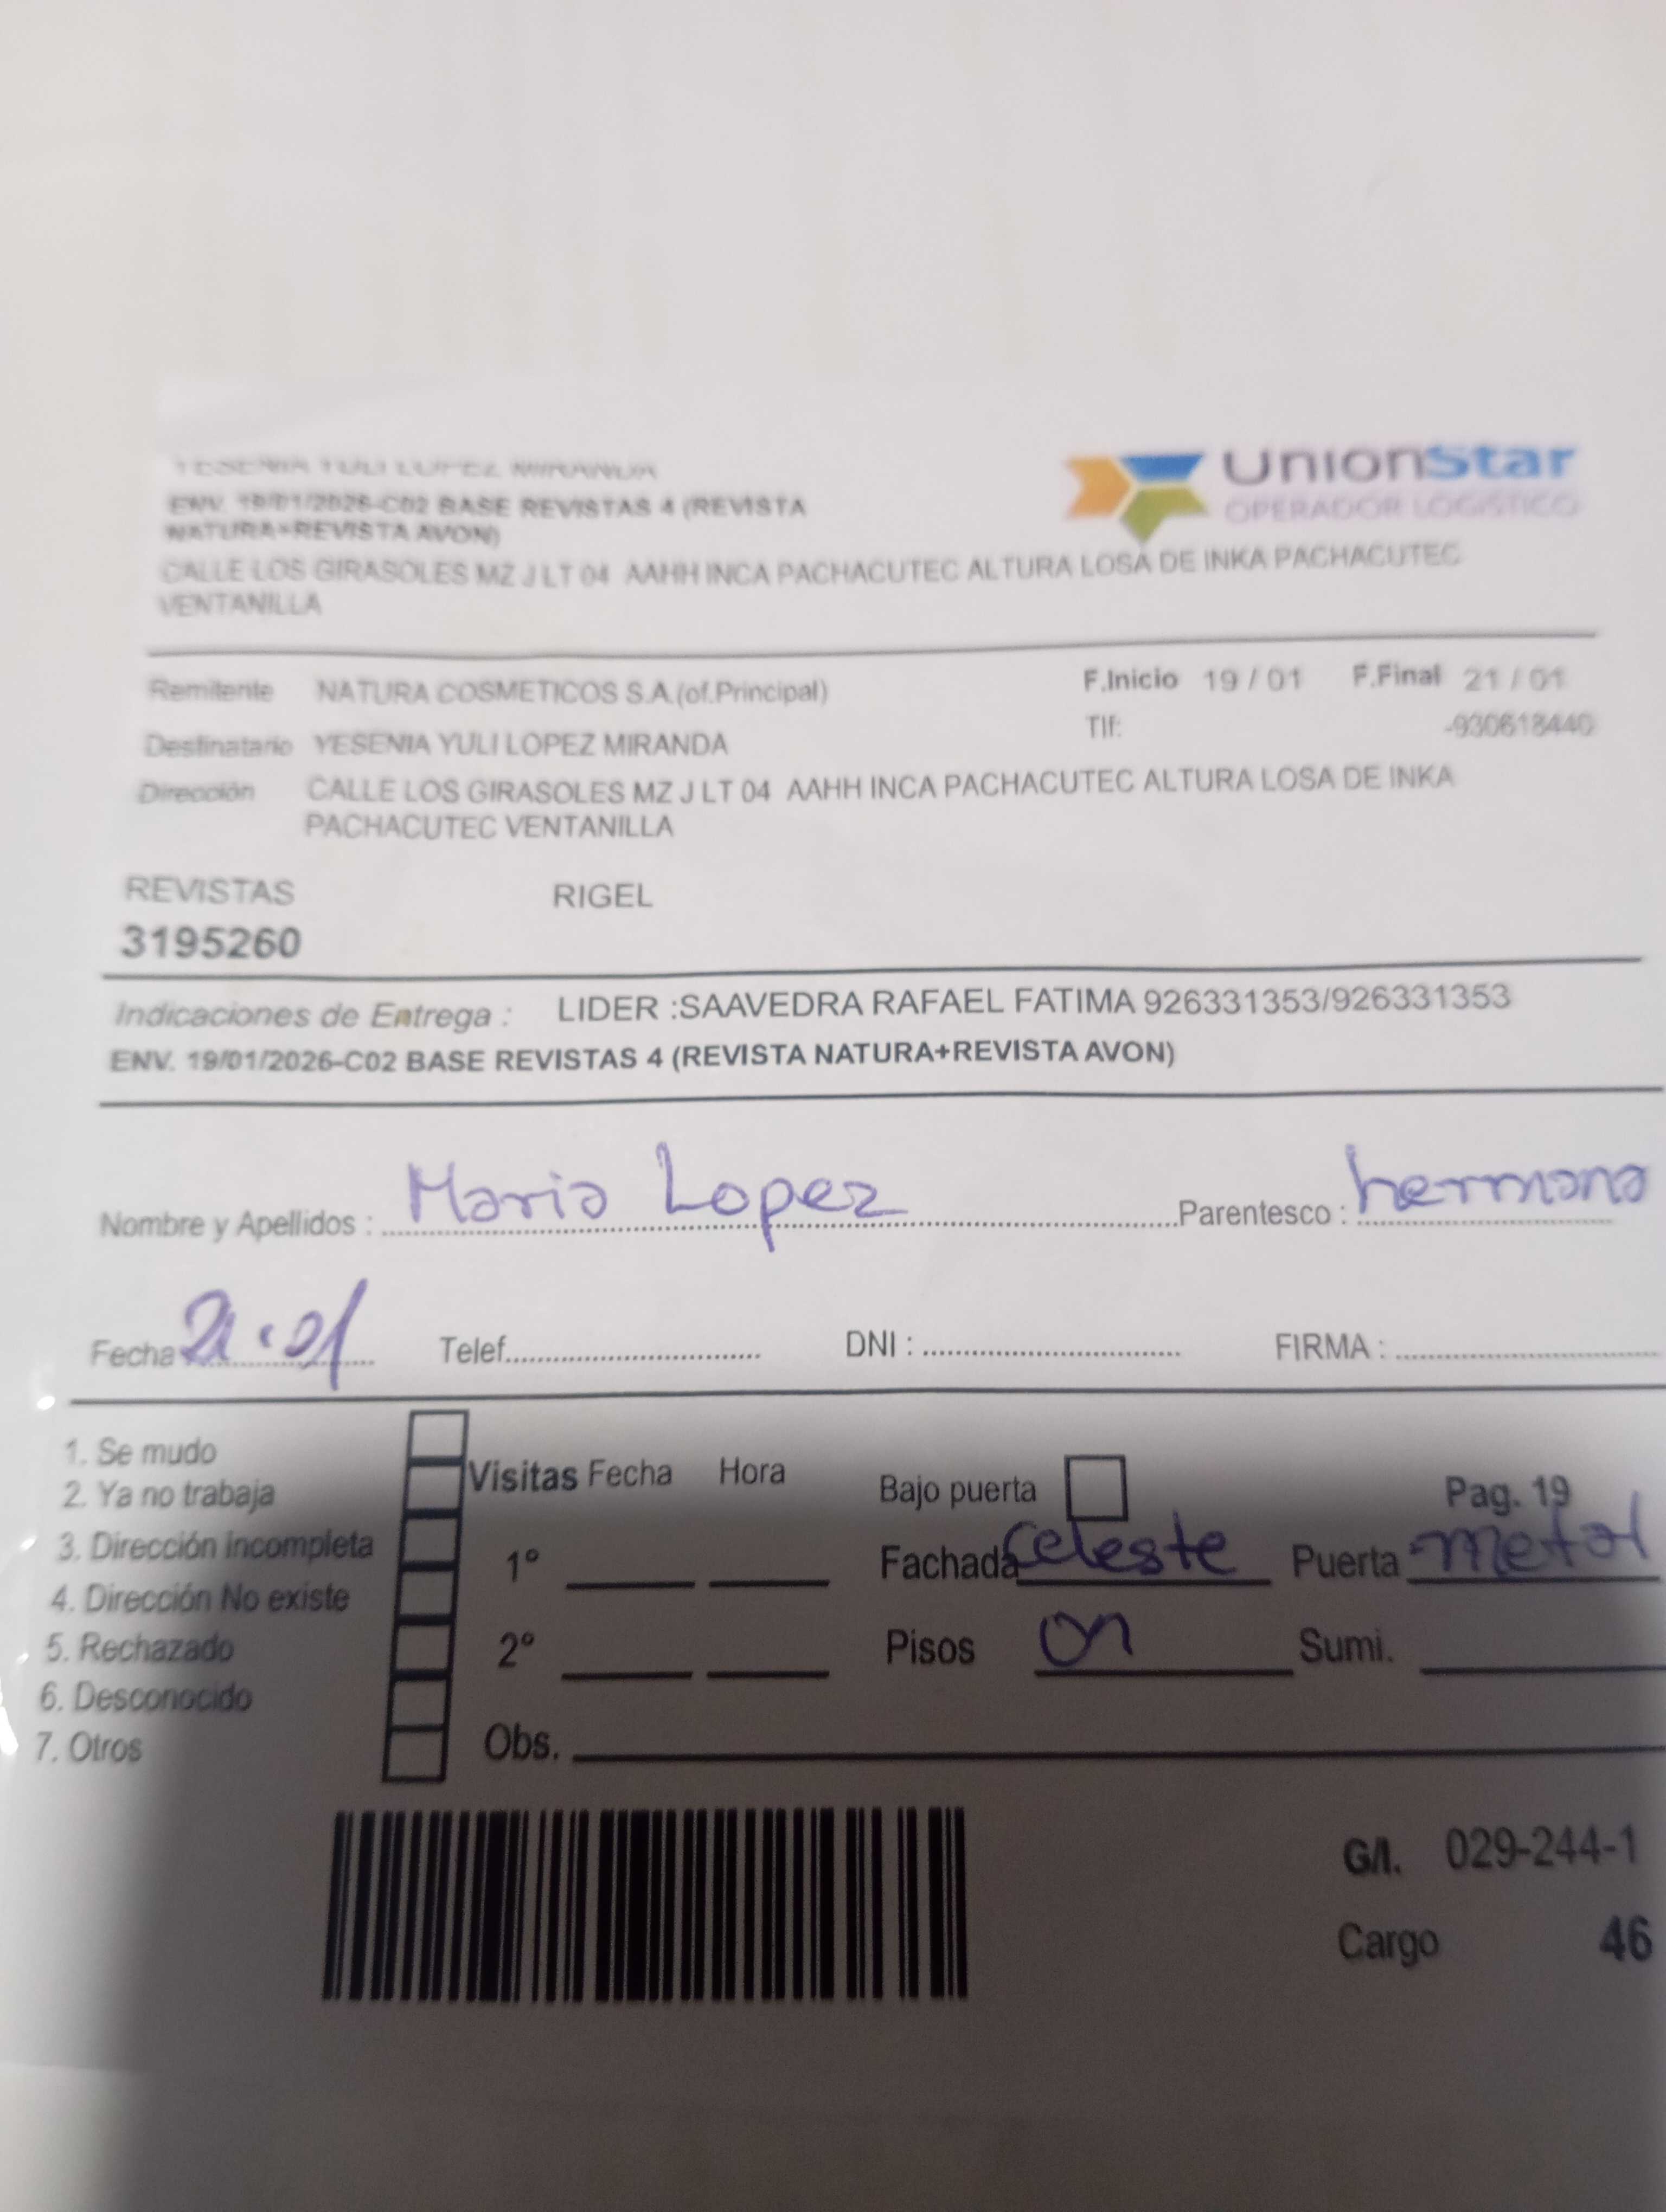 YESENIA YULI LOPEZ MIRANDA
UnionStar
OPERADOR LOGISTICO
ENV. 19/01/2026-C02 BASE REVISTAS 4 (REVISTA
NATURA+REVISTA AVON)
CALLE LOS GIRASOLES MZ J LT 04 AAHH INCA PACHACUTEC ALTURA LOSA DE INKA PACHACUTEC
VENTANILLA
Remitente NATURA COSMETICOS S.A.(of.Principal) F.Inicio 19 / 01 F.Final 21 / 01
Destinatario YESENIA YULI LOPEZ MIRANDA Tlf: -930618440
Dirección CALLE LOS GIRASOLES MZ J LT 04 AAHH INCA PACHACUTEC ALTURA LOSA DE INKA
PACHACUTEC VENTANILLA
REVISTAS RIGEL
3195260
Indicaciones de Entrega : LIDER :SAAVEDRA RAFAEL FATIMA 926331353/926331353
ENV. 19/01/2026-C02 BASE REVISTAS 4 (REVISTA NATURA+REVISTA AVON)
Nombre y Apellidos : Maria Lopez Parentesco : hermana
Fecha 21.01 Telef. DNI : FIRMA :
1. Se mudo
2. Ya no trabaja
3. Dirección incompleta
4. Dirección No existe
5. Rechazado
6. Desconocido
7. Otros
Visitas Fecha Hora
1º
2º
Obs.
Bajo puerta Pag. 19
Fachada Celeste Puerta metal
Pisos 01 Sumi.
G/I. 029-244-1
Cargo 46